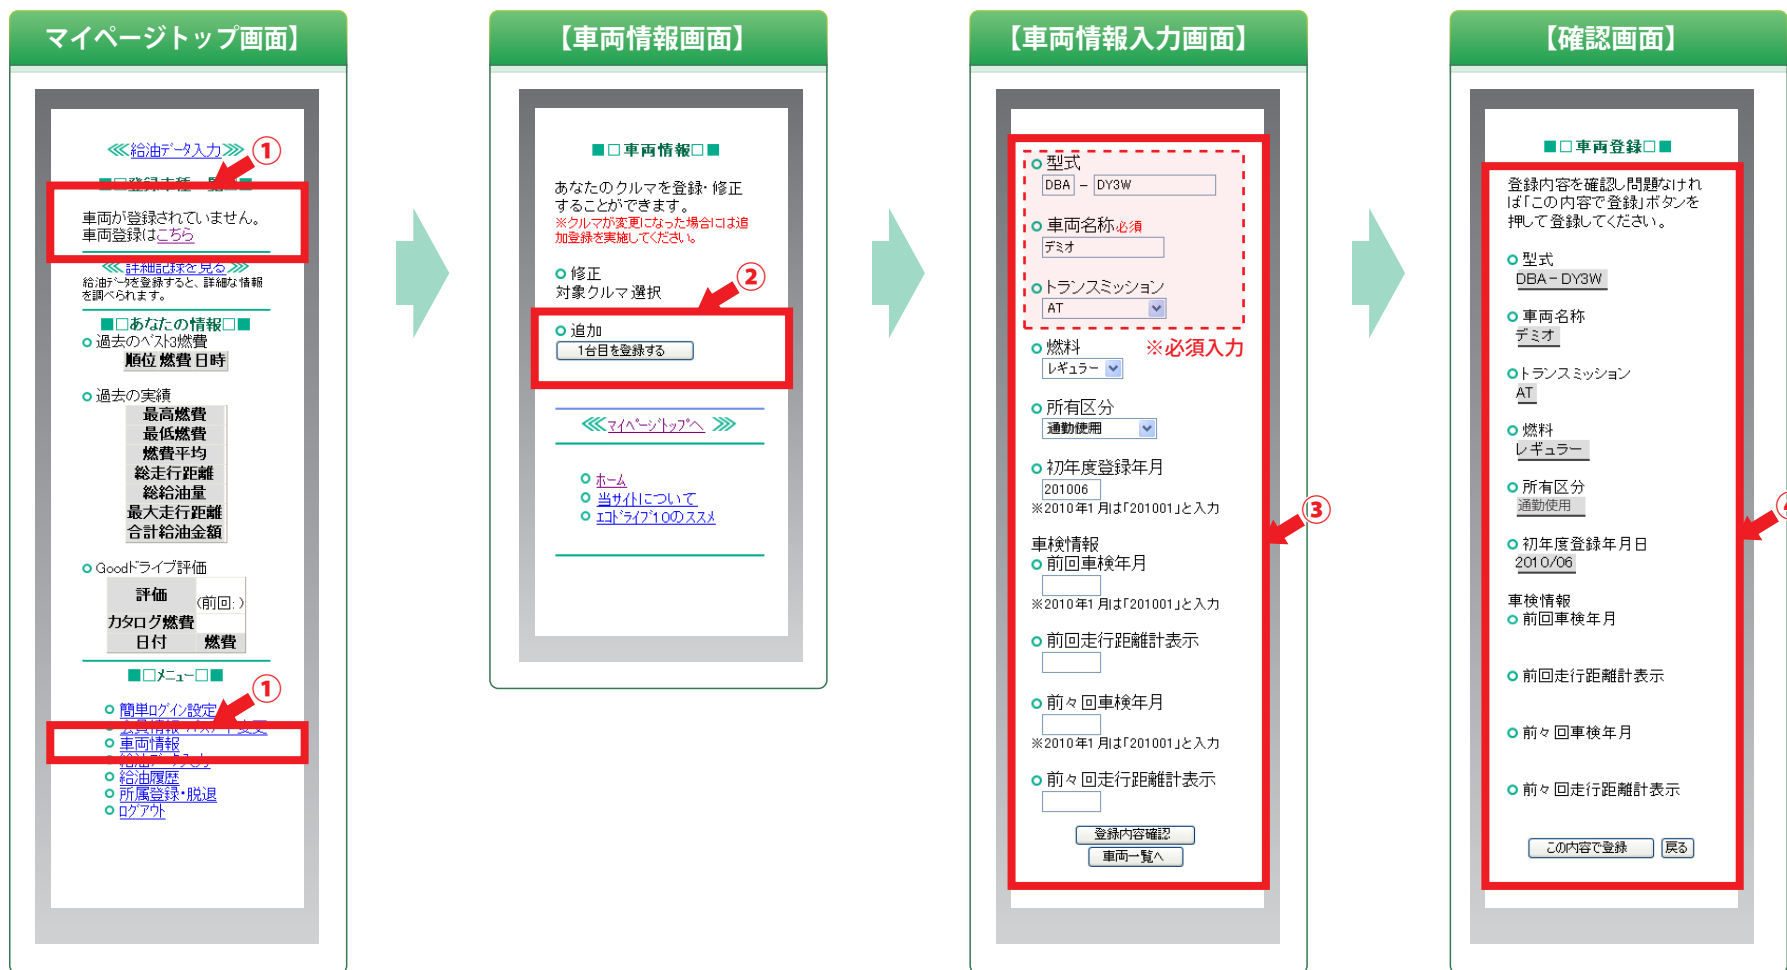 マイページトップ画面】
≪給油データ入力≫
①
■□登録車種一覧□■
車両が登録されていません。
車両登録はこちら
≪詳細記録を見る≫
給油データを登録すると、詳細な情報
を調べられます。
■□あなたの情報□■
過去のベスト3燃費
順位 燃費 日時
過去の実績
最高燃費
最低燃費
燃費平均
総走行距離
総給油量
最大走行距離
合計給油金額
Goodドライブ評価
評価 (前回: )
カタログ燃費
日付 燃費
■□メニュー□■
①
簡単ログイン設定
会員情報・パスワード変更
車両情報
給油データ入力
給油履歴
所属登録・脱退
ログアウト
【車両情報画面】
■□車両情報□■
あなたのクルマを登録・修正
することができます。
※クルマが変更になった場合には追
加登録を実施してください。
修正
対象クルマ選択
②
追加
1台目を登録する
≪マイページトップへ≫
ホーム
当サイトについて
エコドライブ10のススメ
【車両情報入力画面】
型式
DBA - DY3W
車両名称必須
デミオ
トランスミッション
AT
燃料 ※必須入力
レギュラー
所有区分
通勤使用
初年度登録年月
201006
※2010年1月は「201001」と入力
③
車検情報
前回車検年月
※2010年1月は「201001」と入力
前回走行距離計表示
前々回車検年月
※2010年1月は「201001」と入力
前々回走行距離計表示
登録内容確認
車両一覧へ
【確認画面】
■□車両登録□■
登録内容を確認し問題なけれ
ば「この内容で登録」ボタンを
押して登録してください。
型式
DBA - DY3W
車両名称
デミオ
トランスミッション
AT
燃料
レギュラー
所有区分
通勤使用
初年度登録年月日
2010/06
車検情報
前回車検年月
前回走行距離計表示
前々回車検年月
前々回走行距離計表示
この内容で登録 戻る